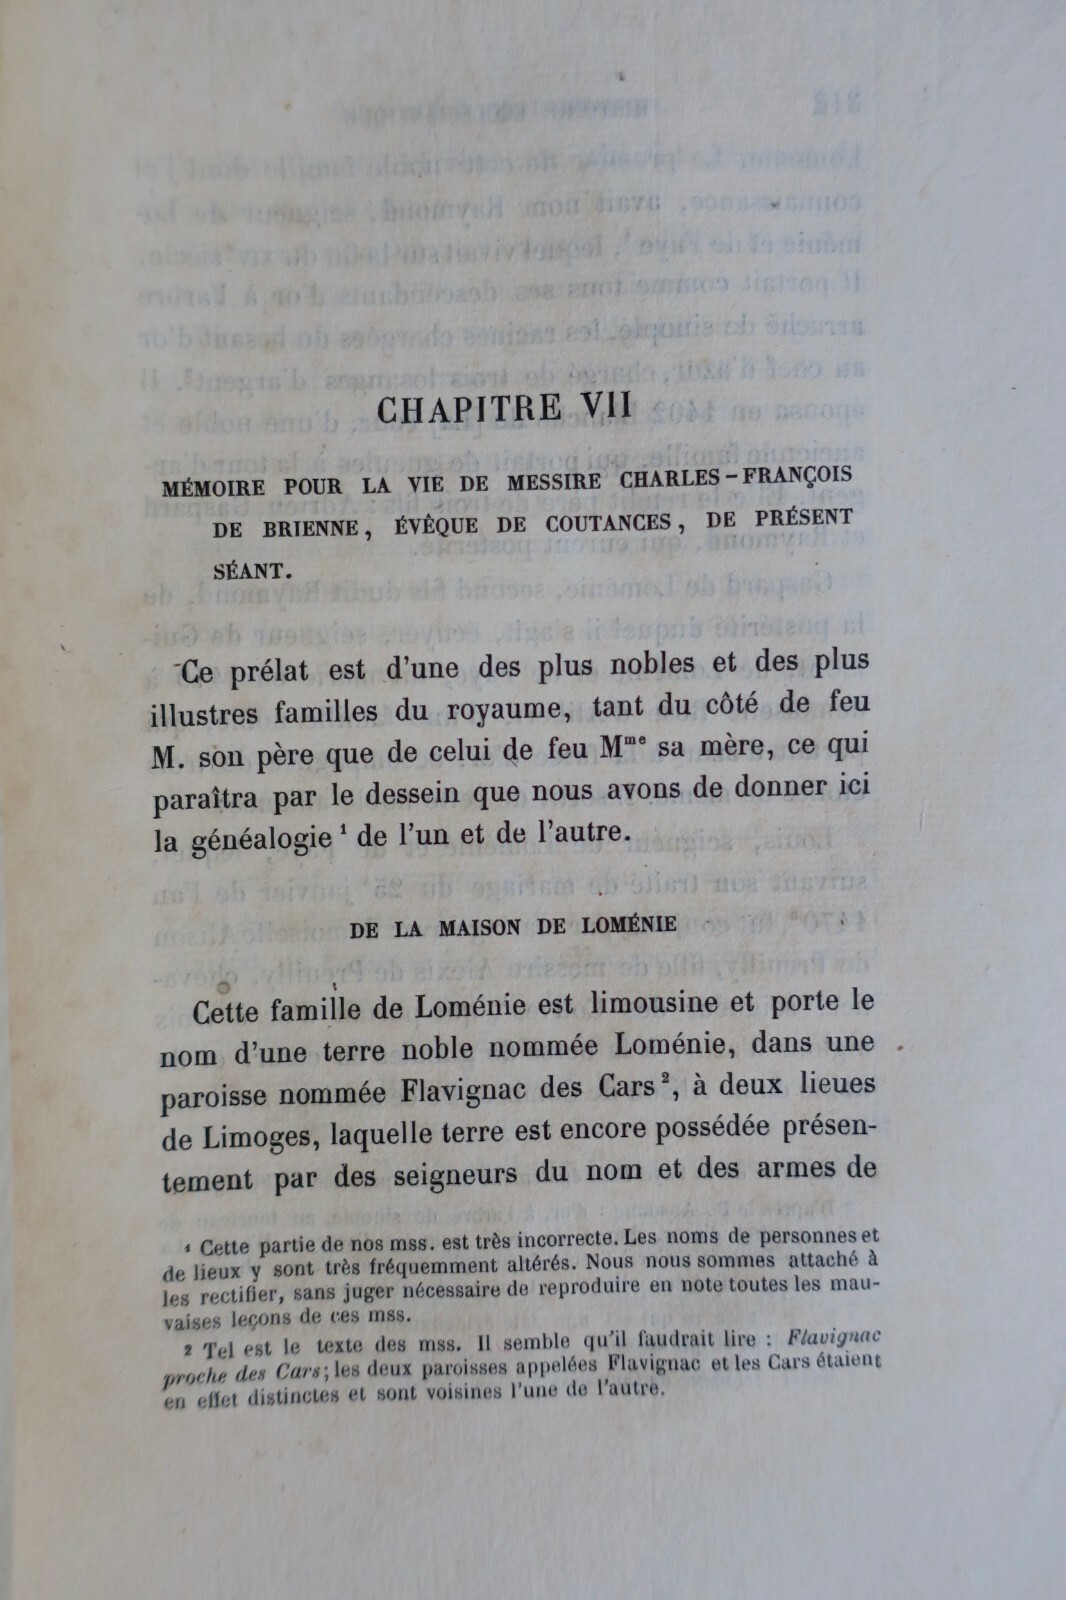 CHAPITRE VII
MÉMOIRE POUR LA VIE DE MESSIRE CHARLES-FRANÇOIS
DE BRIENNE, ÉVÊQUE DE COUTANCES, DE PRÉSENT
SÉANT.
Ce prélat est d'une des plus nobles et des plus
illustres familles du royaume, tant du côté de feu
M. son père que de celui de feu Mme sa mère, ce qui
paraîtra par le dessein que nous avons de donner ici
la généalogie ¹ de l'un et de l'autre.
DE LA MAISON DE LOMÉNIE
Cette famille de Loménie est limousine et porte le
nom d'une terre noble nommée Loménie, dans une
paroisse nommée Flavignac des Cars ², à deux lieues
de Limoges, laquelle terre est encore possédée présen-
tement par des seigneurs du nom et des armes de
¹ Cette partie de nos mss. est très incorrecte. Les noms de personnes et
de lieux y sont très fréquemment altérés. Nous nous sommes attaché à
les rectifier, sans juger nécessaire de reproduire en note toutes les mau-
vaises leçons de ces mss.
² Tel est le texte des mss. Il semble qu'il faudrait lire : Flavignac
proche des Cars; les deux paroisses appelées Flavignac et les Cars étaient
en effet distinctes et sont voisines l'une de l'autre.